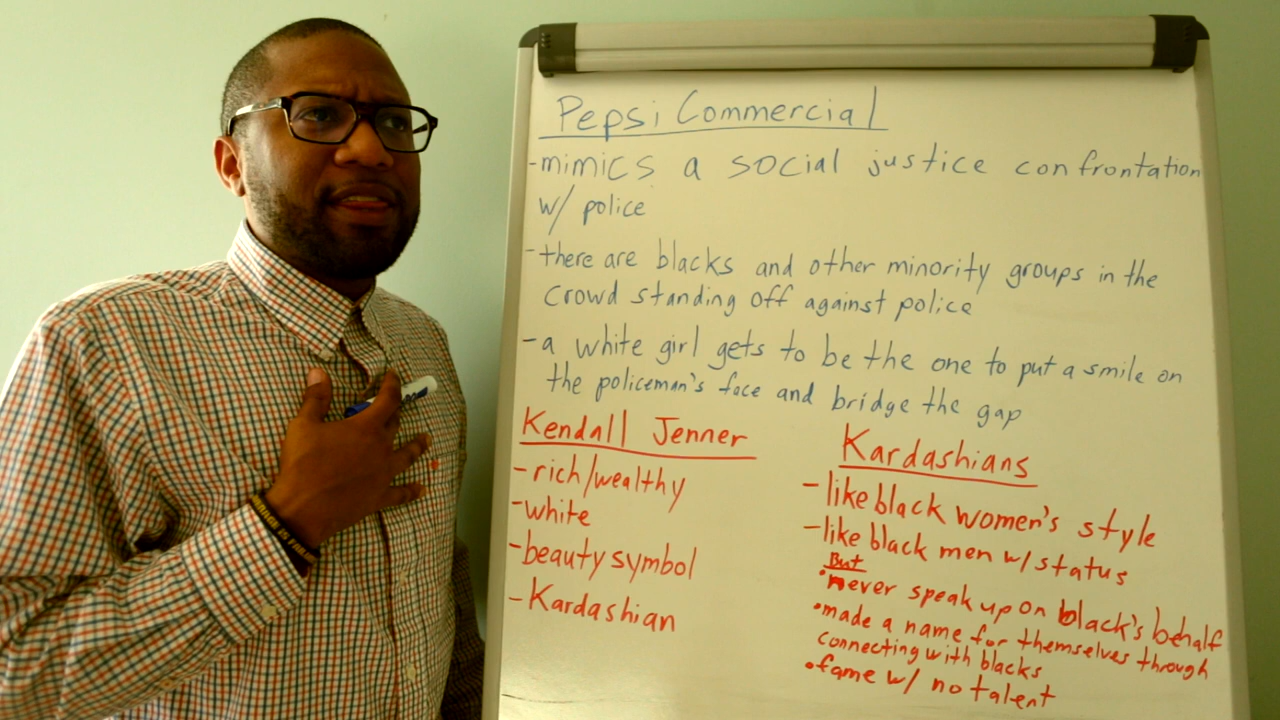 Pepsi Commercial
-mimics a social justice confrontation
w/ police
-there are blacks and other minority groups in the
crowd standing off against police
-a white girl gets to be the one to put a smile on
the policeman's face and bridge the gap
Kendall Jenner
-rich/wealthy
-white
-beauty symbol
-Kardashian
Kardashians
-like black women's style
-like black men w/ status
But
•never speak up on black's behalf
•made a name for themselves through
connecting with blacks
•fame w/ no talent